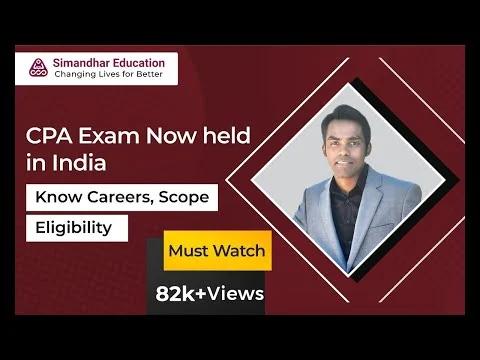 Simandhar Education
Changing Lives for Better
CPA Exam Now held
in India
Know Careers, Scope
Eligibility
Must Watch
82k+Views